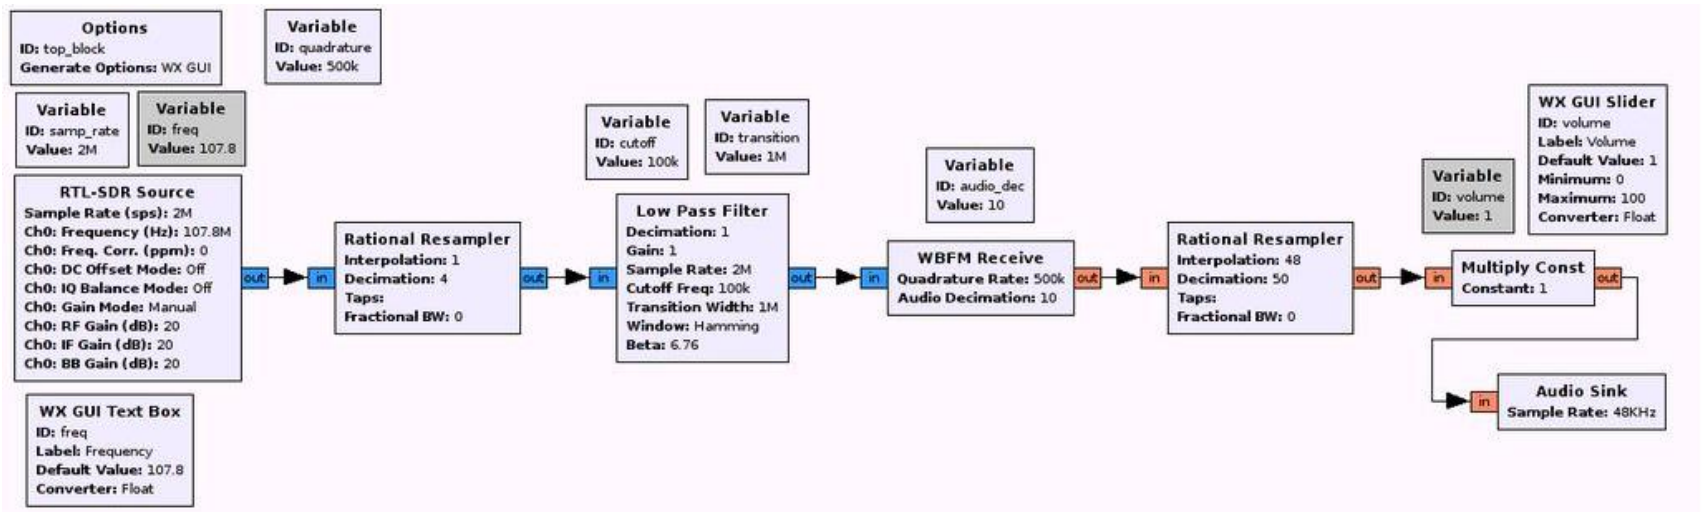 Options
ID: top_block
Generate Options: WX GUI
Variable
ID: quadrature
Value: 500k
Variable
ID: samp_rate
Value: 2M
Variable
ID: freq
Value: 107.8
RTL-SDR Source
Sample Rate (sps): 2M
Ch0: Frequency (Hz): 107.8M
Ch0: Freq. Corr. (ppm): 0
Ch0: DC Offset Mode: Off
Ch0: IQ Balance Mode: Off
Ch0: Gain Mode: Manual
Ch0: RF Gain (dB): 20
Ch0: IF Gain (dB): 20
Ch0: BB Gain (dB): 20
out
WX GUI Text Box
ID: freq
Label: Frequency
Default Value: 107.8
Converter: Float
in
Rational Resampler
Interpolation: 1
Decimation: 4
Taps:
Fractional BW: 0
out
Variable
ID: cutoff
Value: 100k
Variable
ID: transition
Value: 1M
in
Low Pass Filter
Decimation: 1
Gain: 1
Sample Rate: 2M
Cutoff Freq: 100k
Transition Width: 1M
Window: Hamming
Beta: 6.76
out
Variable
ID: audio_dec
Value: 10
in
WBFM Receive
Quadrature Rate: 500k
Audio Decimation: 10
out
in
Rational Resampler
Interpolation: 48
Decimation: 50
Taps:
Fractional BW: 0
out
Variable
ID: volume
Value: 1
WX GUI Slider
ID: volume
Label: Volume
Default Value: 1
Minimum: 0
Maximum: 100
Converter: Float
in
Multiply Const
Constant: 1
out
in
Audio Sink
Sample Rate: 48KHz